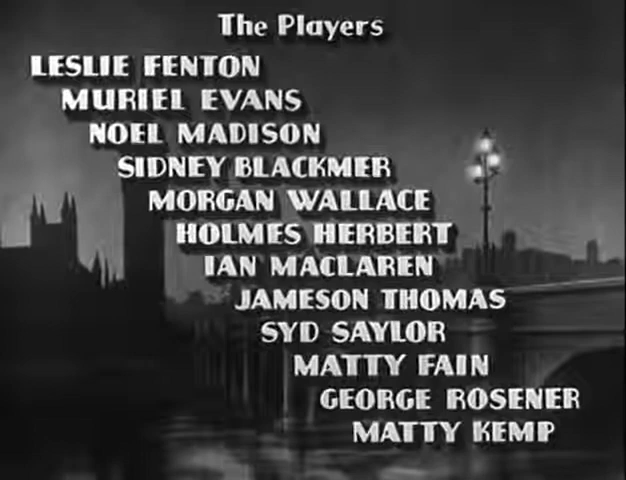 The Players
LESLIE FENTON
MURIEL EVANS
NOEL MADISON
SIDNEY BLACKMER
MORGAN WALLACE
HOLMES HERBERT
IAN MACLAREN
JAMESON THOMAS
SYD SAYLOR
MATTY FAIN
GEORGE ROSENER
MATTY KEMP